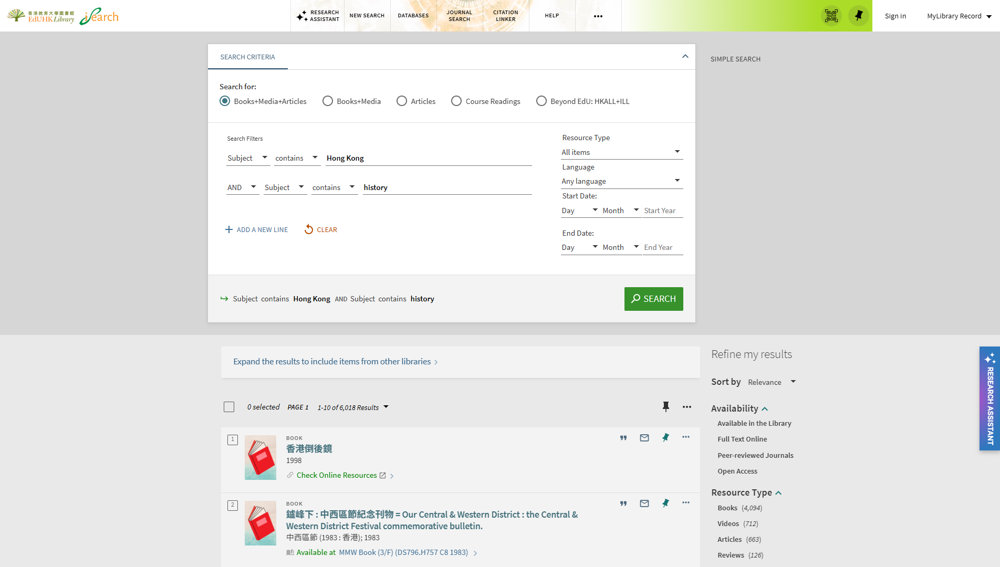 香港教育大學圖書館
EdUHK Library
iSearch
RESEARCH ASSISTANT
NEW SEARCH
DATABASES
JOURNAL SEARCH
CITATION LINKER
HELP
Sign in
MyLibrary Record
SEARCH CRITERIA
SIMPLE SEARCH
Search for:
Books+Media+Articles
Books+Media
Articles
Course Readings
Beyond EdU: HKALL+ILL
Search Filters
Subject contains Hong Kong
AND Subject contains history
ADD A NEW LINE
CLEAR
Resource Type
All items
Language
Any language
Start Date:
Day Month Start Year
End Date:
Day Month End Year
Subject contains Hong Kong AND Subject contains history
SEARCH
Expand the results to include items from other libraries
0 selected PAGE 1 1-10 of 6,018 Results
1
BOOK
香港倒後鏡
1998
Check Online Resources
2
BOOK
鑪峰下 : 中西區節紀念刊物 = Our Central & Western District : the Central &
Western District Festival commemorative bulletin.
中西區節 (1983 : 香港); 1983
Available at MMW Book (3/F) (DS796.H757 C8 1983)
Refine my results
Sort by Relevance
Availability
Available in the Library
Full Text Online
Peer-reviewed Journals
Open Access
Resource Type
Books (4,094)
Videos (712)
Articles (663)
Reviews (126)
RESEARCH ASSISTANT